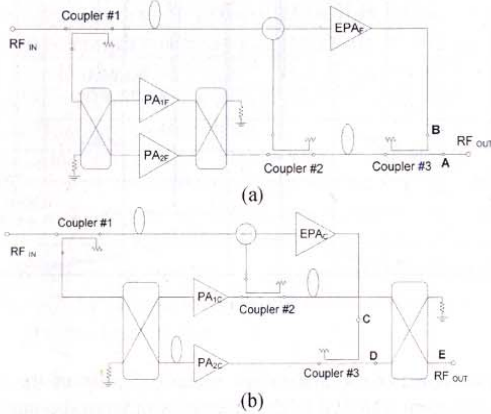 Coupler #1
RF IN
EPA F
PA 1F
PA 2F
B
RF OUT
A
Coupler #2
Coupler #3
(a)
Coupler #1
RF IN
EPA C
PA 1C
Coupler #2
C
PA 2C
D
E
Coupler #3
RF OUT
(b)